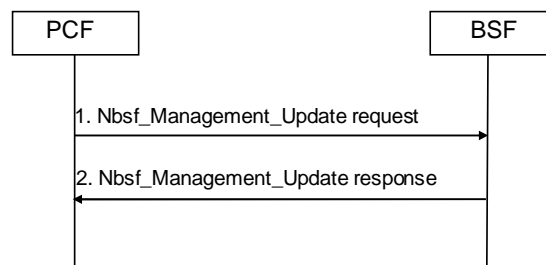 PCF
BSF
1. Nbsf_Management_Update request
2. Nbsf_Management_Update response